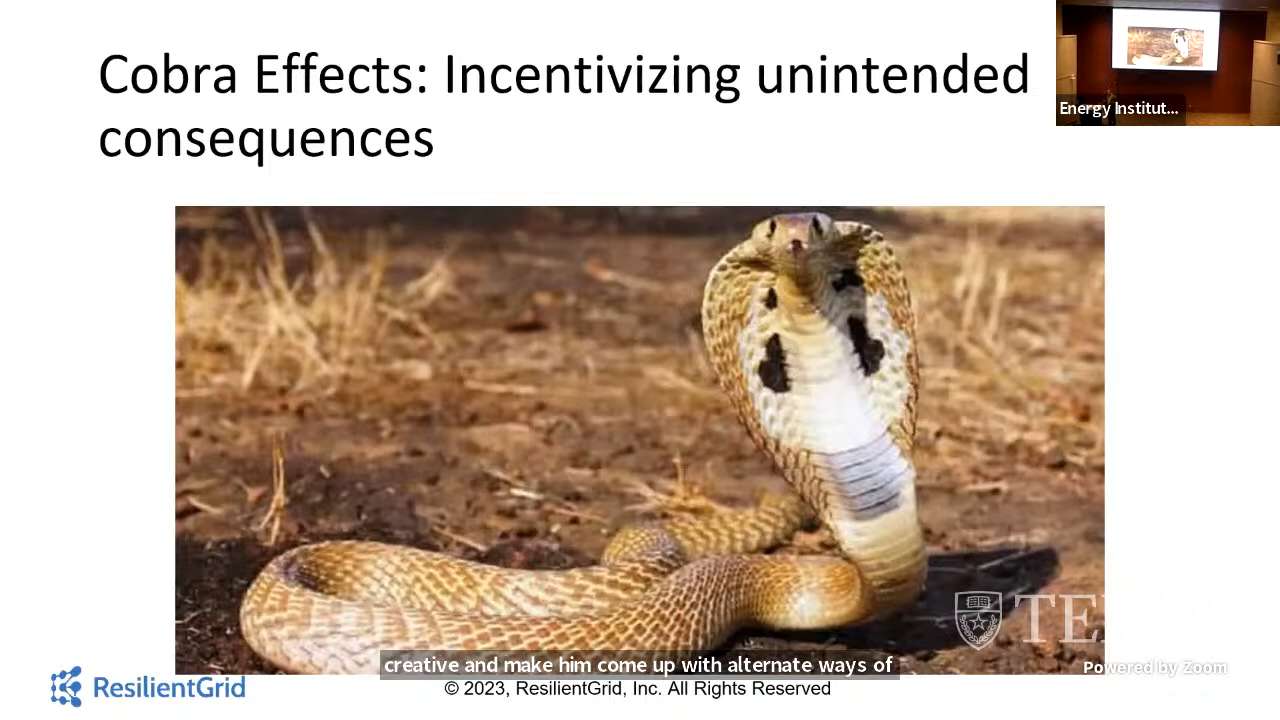 Cobra Effects: Incentivizing unintended
consequences
Energy Institut...
creative and make him come up with alternate ways of
Powered by Zoom
ResilientGrid
© 2023, ResilientGrid, Inc. All Rights Reserved